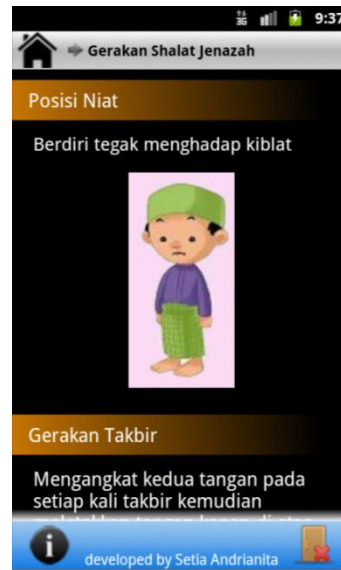 3G 9:37
Gerakan Shalat Jenazah
Posisi Niat
Berdiri tegak menghadap kiblat
Gerakan Takbir
Mengangkat kedua tangan pada
setiap kali takbir kemudian
developed by Setia Andrianita